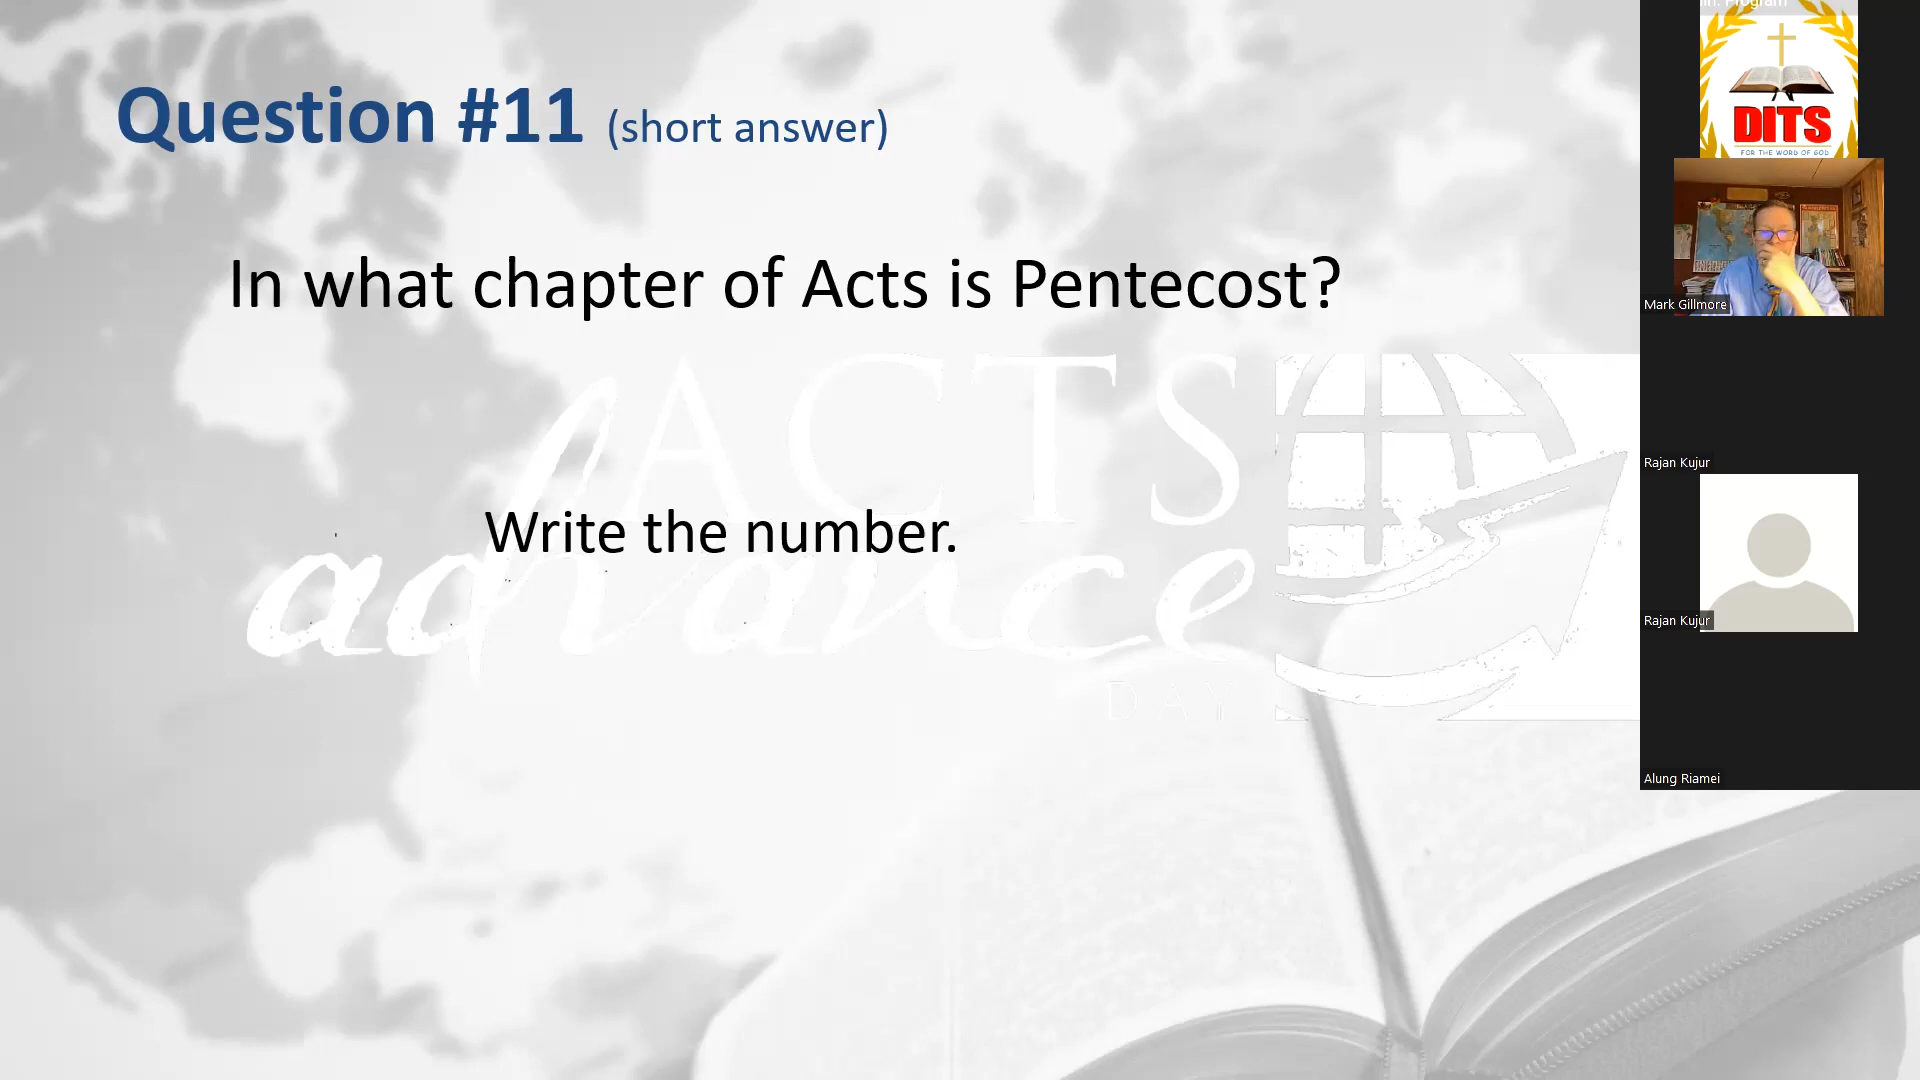 Question #11 (short answer)
In what chapter of Acts is Pentecost?
Write the number.
ACTS
advance
DAY
Program
DITS
FOR THE WORD OF GOD
Mark Gillmore
Rajan Kujur
Rajan Kujur
Alung Riamei